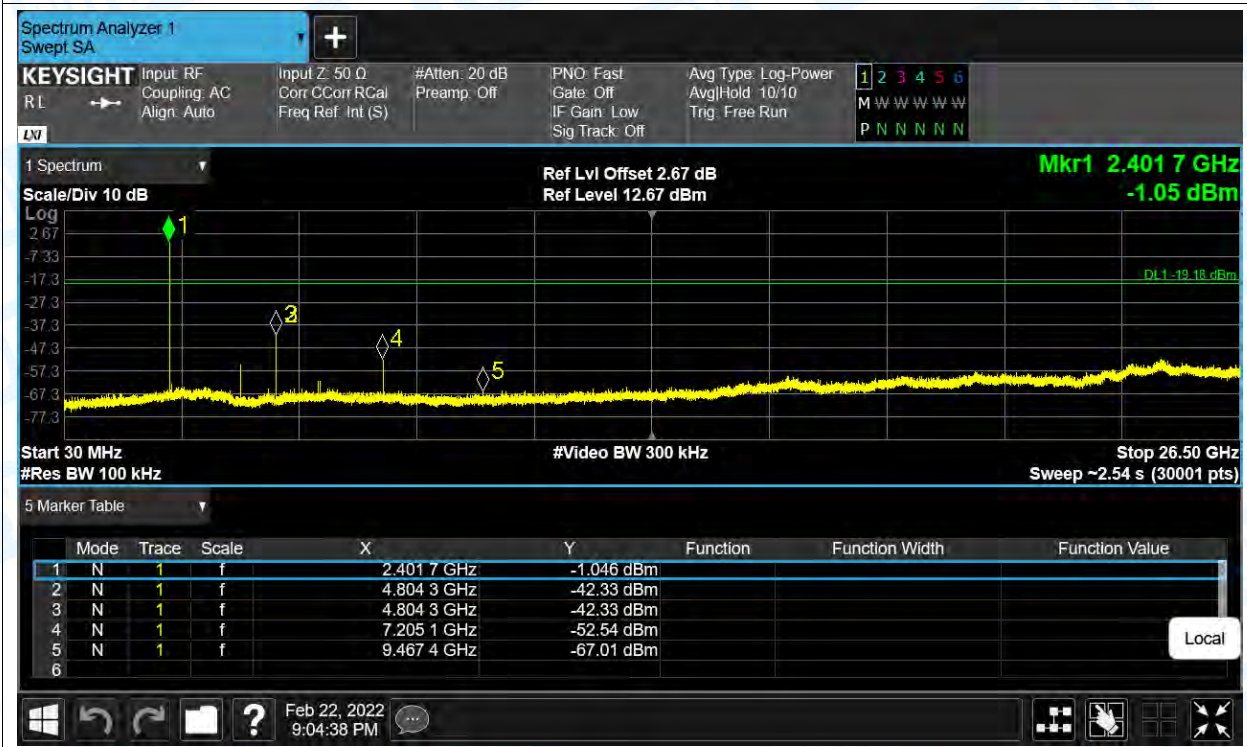 Spectrum Analyzer 1
Swept SA
+
KEYSIGHT Input: RF Input Z: 50 Ω #Atten: 20 dB PNO: Fast Avg Type: Log-Power 1 2 3 4 5 6
R L Coupling: AC Corr CCorr RCal Preamp: Off Gate: Off Avg|Hold: 10/10 M W W W W W W
Align: Auto Freq Ref: Int (S) IF Gain: Low Trig: Free Run
LXI Sig Track: Off P N N N N N N
1 Spectrum Ref Lvl Offset 2.67 dB Mkr1 2.401 7 GHz
Scale/Div 10 dB Ref Level 12.67 dBm -1.05 dBm
Log
1
2.67
-7.33
-17.3 DL1 -19.18 dBm
-27.3
-37.3 3
-47.3 4
-57.3 5
-67.3
-77.3
Start 30 MHz #Video BW 300 kHz Stop 26.50 GHz
#Res BW 100 kHz Sweep ~2.54 s (30001 pts)
5 Marker Table
Mode Trace Scale X Y Function Function Width Function Value
1 N 1 f 2.401 7 GHz -1.046 dBm
2 N 1 f 4.804 3 GHz -42.33 dBm
3 N 1 f 4.804 3 GHz -42.33 dBm
4 N 1 f 7.205 1 GHz -52.54 dBm
5 N 1 f 9.467 4 GHz -67.01 dBm
6
Local
? Feb 22, 2022
9:04:38 PM